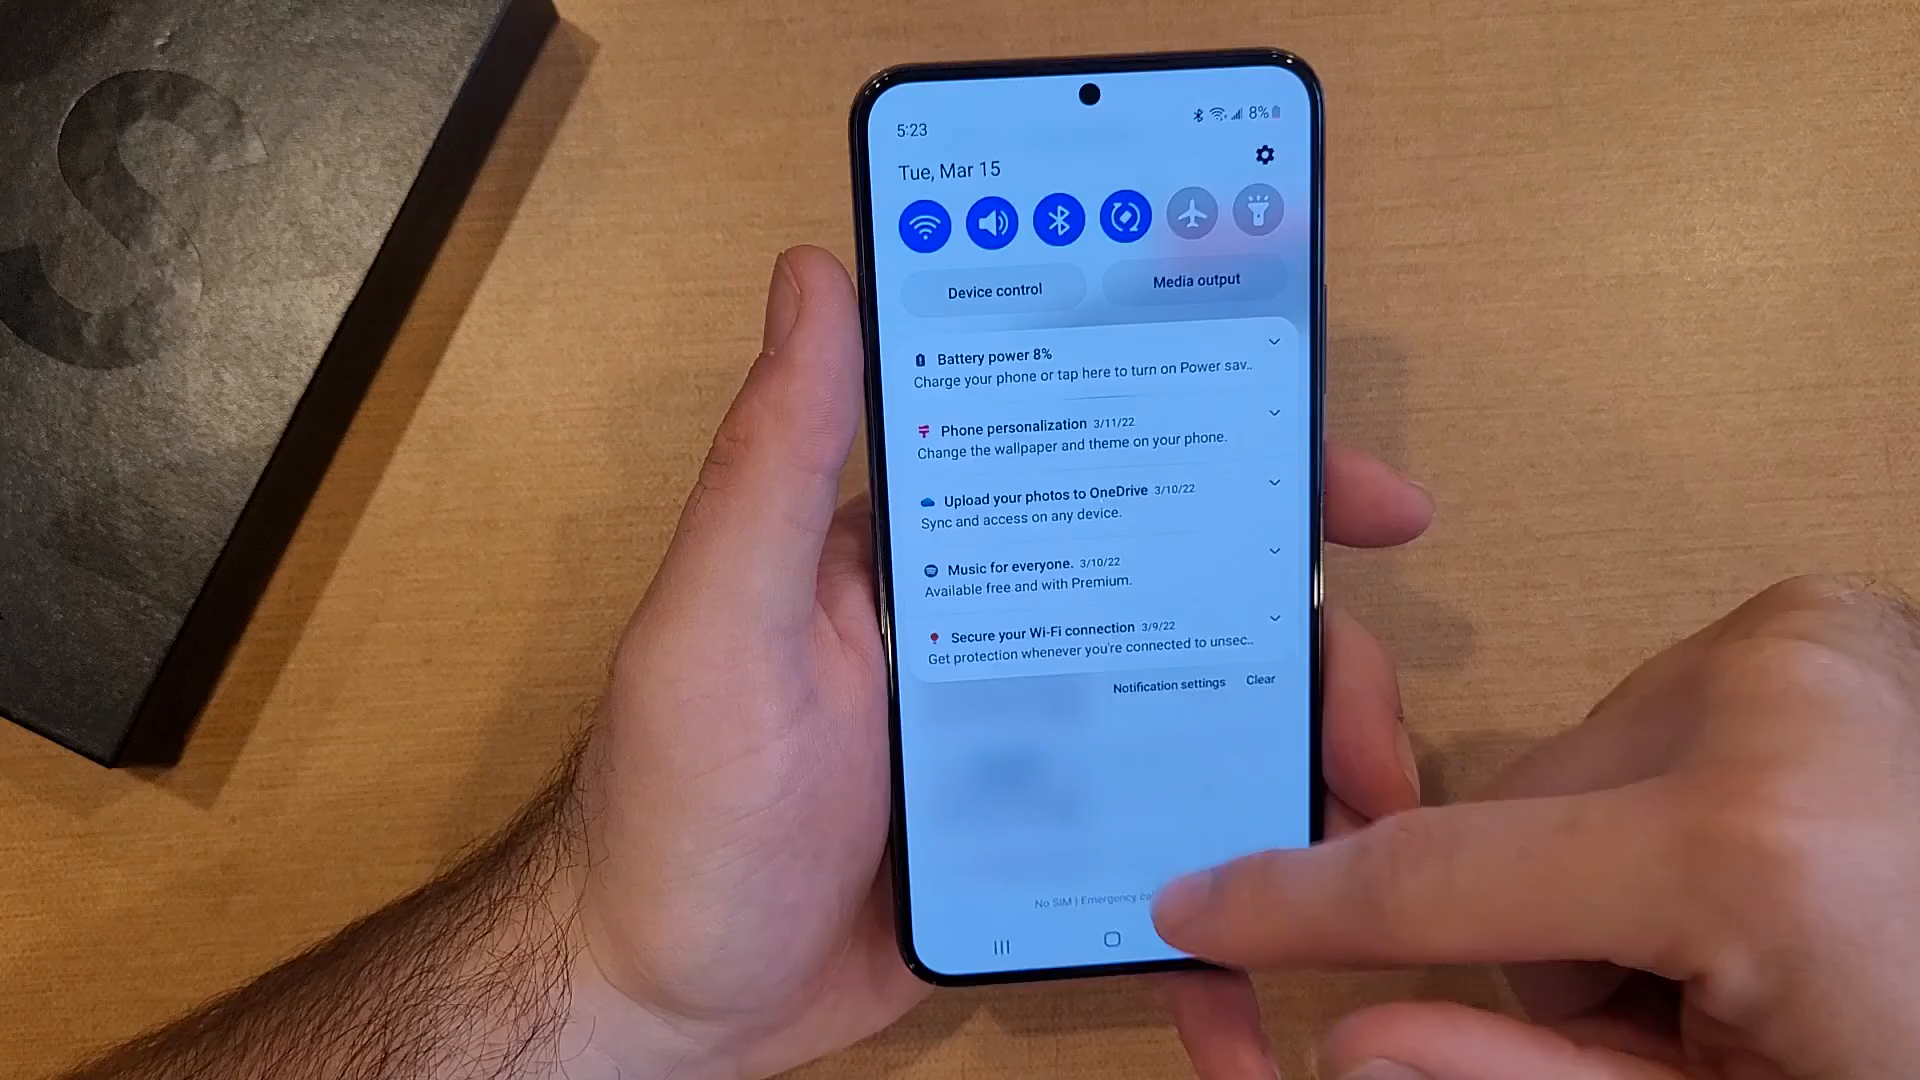 S
5:23
8%
Tue, Mar 15
Device control
Media output
Battery power 8%
Charge your phone or tap here to turn on Power sav..
Phone personalization 3/11/22
Change the wallpaper and theme on your phone.
Upload your photos to OneDrive 3/10/22
Sync and access on any device.
Music for everyone. 3/10/22
Available free and with Premium.
Secure your Wi-Fi connection 3/9/22
Get protection whenever you're connected to unsec..
Notification settings Clear
No SIM | Emergency